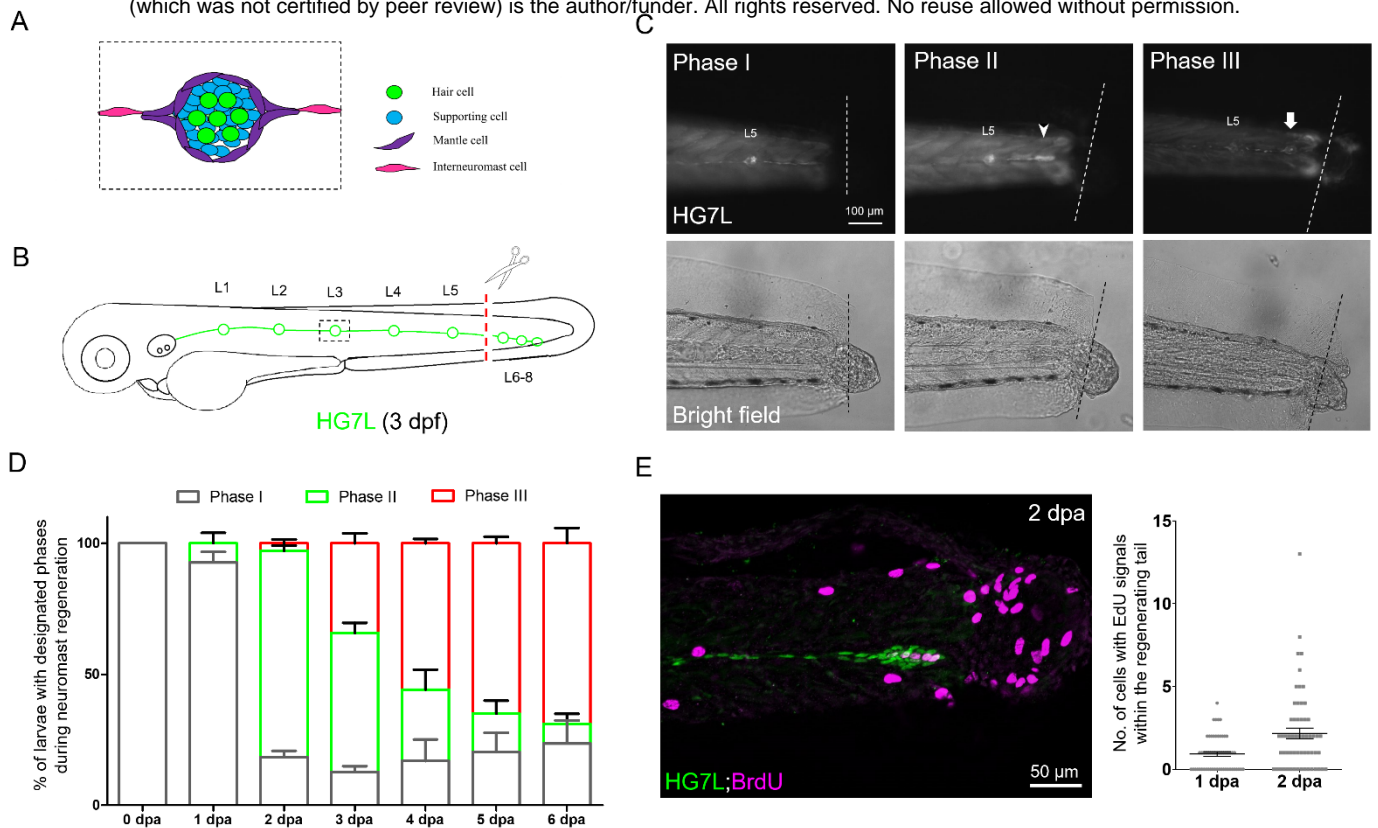 (which was not certified by peer review) is the author/funder. All rights reserved. No reuse allowed without permission.
A
Hair cell
Supporting cell
Mantle cell
Interneuromast cell
B
L1 L2 L3 L4 L5
L6-8
HG7L (3 dpf)
C
Phase I Phase II Phase III
L5 L5 L5
HG7L
100 µm
Bright field
D
Phase I Phase II Phase III
% of larvae with designated phases
during neuromast regeneration
100
50
0
0 dpa 1 dpa 2 dpa 3 dpa 4 dpa 5 dpa 6 dpa
E
2 dpa
HG7L;BrdU
50 µm
No. of cells with EdU signals
within the regenerating tail
15
10
5
0
1 dpa 2 dpa